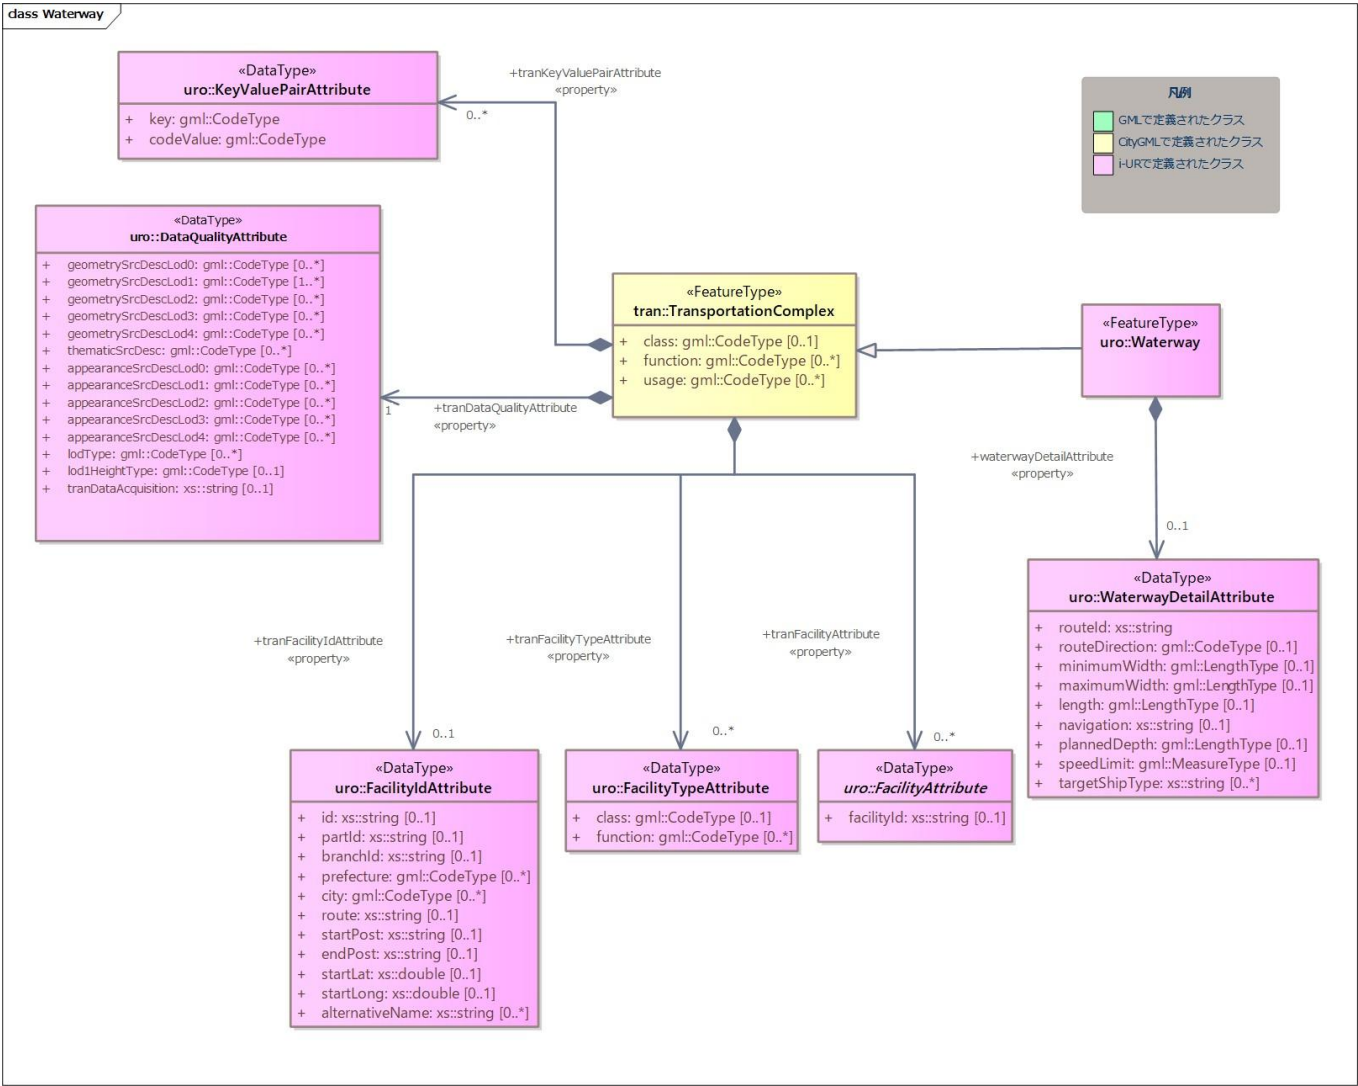 class Waterway
«DataType»
uro::KeyValuePairAttribute
+ key: gml::CodeType
+ codeValue: gml::CodeType
+tranKeyValuePairAttribute
«property»
0..*
凡例
GMLで定義されたクラス
CityGMLで定義されたクラス
i-URで定義されたクラス
«DataType»
uro::DataQualityAttribute
+ geometrySrcDescLod0: gml::CodeType [0..*]
+ geometrySrcDescLod1: gml::CodeType [1..*]
+ geometrySrcDescLod2: gml::CodeType [0..*]
+ geometrySrcDescLod3: gml::CodeType [0..*]
+ geometrySrcDescLod4: gml::CodeType [0..*]
+ thematicSrcDesc: gml::CodeType [0..*]
+ appearanceSrcDescLod0: gml::CodeType [0..*]
+ appearanceSrcDescLod1: gml::CodeType [0..*]
+ appearanceSrcDescLod2: gml::CodeType [0..*]
+ appearanceSrcDescLod3: gml::CodeType [0..*]
+ appearanceSrcDescLod4: gml::CodeType [0..*]
+ lodType: gml::CodeType [0..*]
+ lod1HeightType: gml::CodeType [0..1]
+ tranDataAcquisition: xs::string [0..1]
1
+tranDataQualityAttribute
«property»
«FeatureType»
tran::TransportationComplex
+ class: gml::CodeType [0..1]
+ function: gml::CodeType [0..*]
+ usage: gml::CodeType [0..*]
«FeatureType»
uro::Waterway
+waterwayDetailAttribute
«property»
0..1
«DataType»
uro::WaterwayDetailAttribute
+ routeId: xs::string
+ routeDirection: gml::CodeType [0..1]
+ minimumWidth: gml::LengthType [0..1]
+ maximumWidth: gml::LengthType [0..1]
+ length: gml::LengthType [0..1]
+ navigation: xs::string [0..1]
+ plannedDepth: gml::LengthType [0..1]
+ speedLimit: gml::MeasureType [0..1]
+ targetShipType: xs::string [0..*]
+tranFacilityIdAttribute
«property»
0..1
+tranFacilityTypeAttribute
«property»
0..*
+tranFacilityAttribute
«property»
0..*
«DataType»
uro::FacilityIdAttribute
+ id: xs::string [0..1]
+ partId: xs::string [0..1]
+ branchId: xs::string [0..1]
+ prefecture: gml::CodeType [0..*]
+ city: gml::CodeType [0..*]
+ route: xs::string [0..1]
+ startPost: xs::string [0..1]
+ endPost: xs::string [0..1]
+ startLat: xs::double [0..1]
+ startLong: xs::double [0..1]
+ alternativeName: xs::string [0..*]
«DataType»
uro::FacilityTypeAttribute
+ class: gml::CodeType [0..1]
+ function: gml::CodeType [0..*]
«DataType»
uro::FacilityAttribute
+ facilityId: xs::string [0..1]